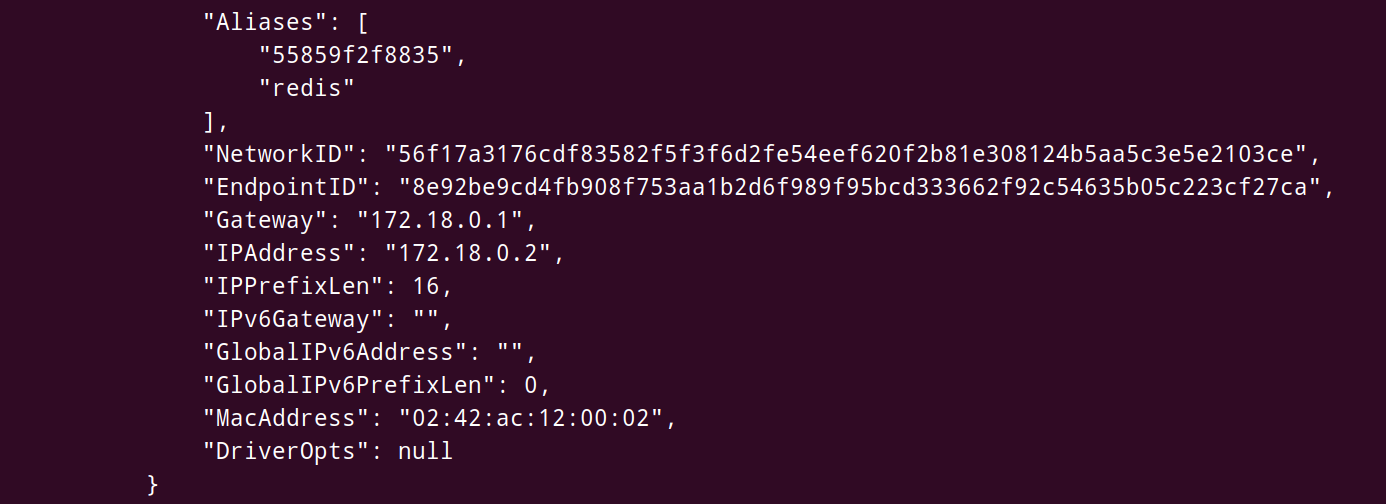 "Aliases": [
"55859f2f8835",
"redis"
],
"NetworkID": "56f17a3176cdf83582f5f3f6d2fe54eef620f2b81e308124b5aa5c3e5e2103ce",
"EndpointID": "8e92be9cd4fb908f753aa1b2d6f989f95bcd333662f92c54635b05c223cf27ca",
"Gateway": "172.18.0.1",
"IPAddress": "172.18.0.2",
"IPPrefixLen": 16,
"IPv6Gateway": "",
"GlobalIPv6Address": "",
"GlobalIPv6PrefixLen": 0,
"MacAddress": "02:42:ac:12:00:02",
"DriverOpts": null
}